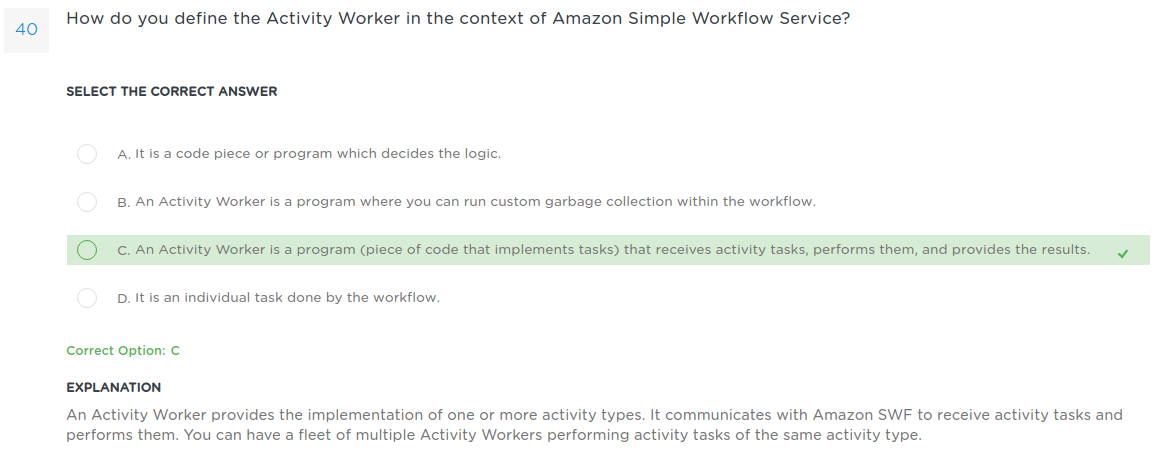 40
How do you define the Activity Worker in the context of Amazon Simple Workflow Service?
SELECT THE CORRECT ANSWER
A. It is a code piece or program which decides the logic.
B. An Activity Worker is a program where you can run custom garbage collection within the workflow.
C. An Activity Worker is a program (piece of code that implements tasks) that receives activity tasks, performs them, and provides the results.
D. It is an individual task done by the workflow.
Correct Option: C
EXPLANATION
An Activity Worker provides the implementation of one or more activity types. It communicates with Amazon SWF to receive activity tasks and
performs them. You can have a fleet of multiple Activity Workers performing activity tasks of the same activity type.